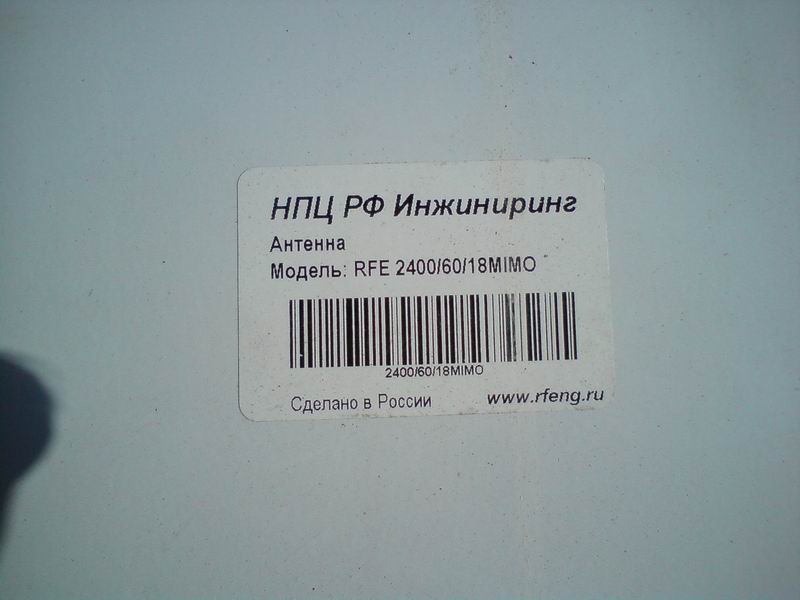 НПЦ РФ Инжиниринг
Антенна
Модель: RFE 2400/60/18MIMO
2400/60/18MIMO
Сделано в России www.rfeng.ru